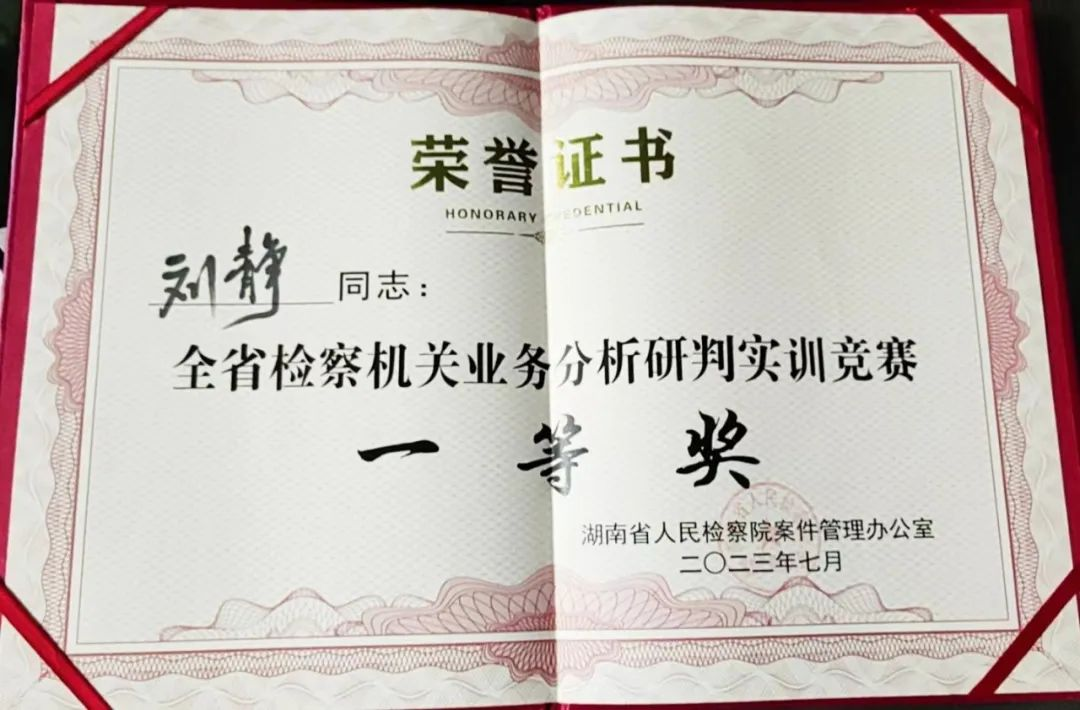 荣誉证书
HONORARY CREDENTIAL
刘静 同志：
全省检察机关业务分析研判实训竞赛
一等奖
湖南省人民检察院案件管理办公室
二〇二三年七月